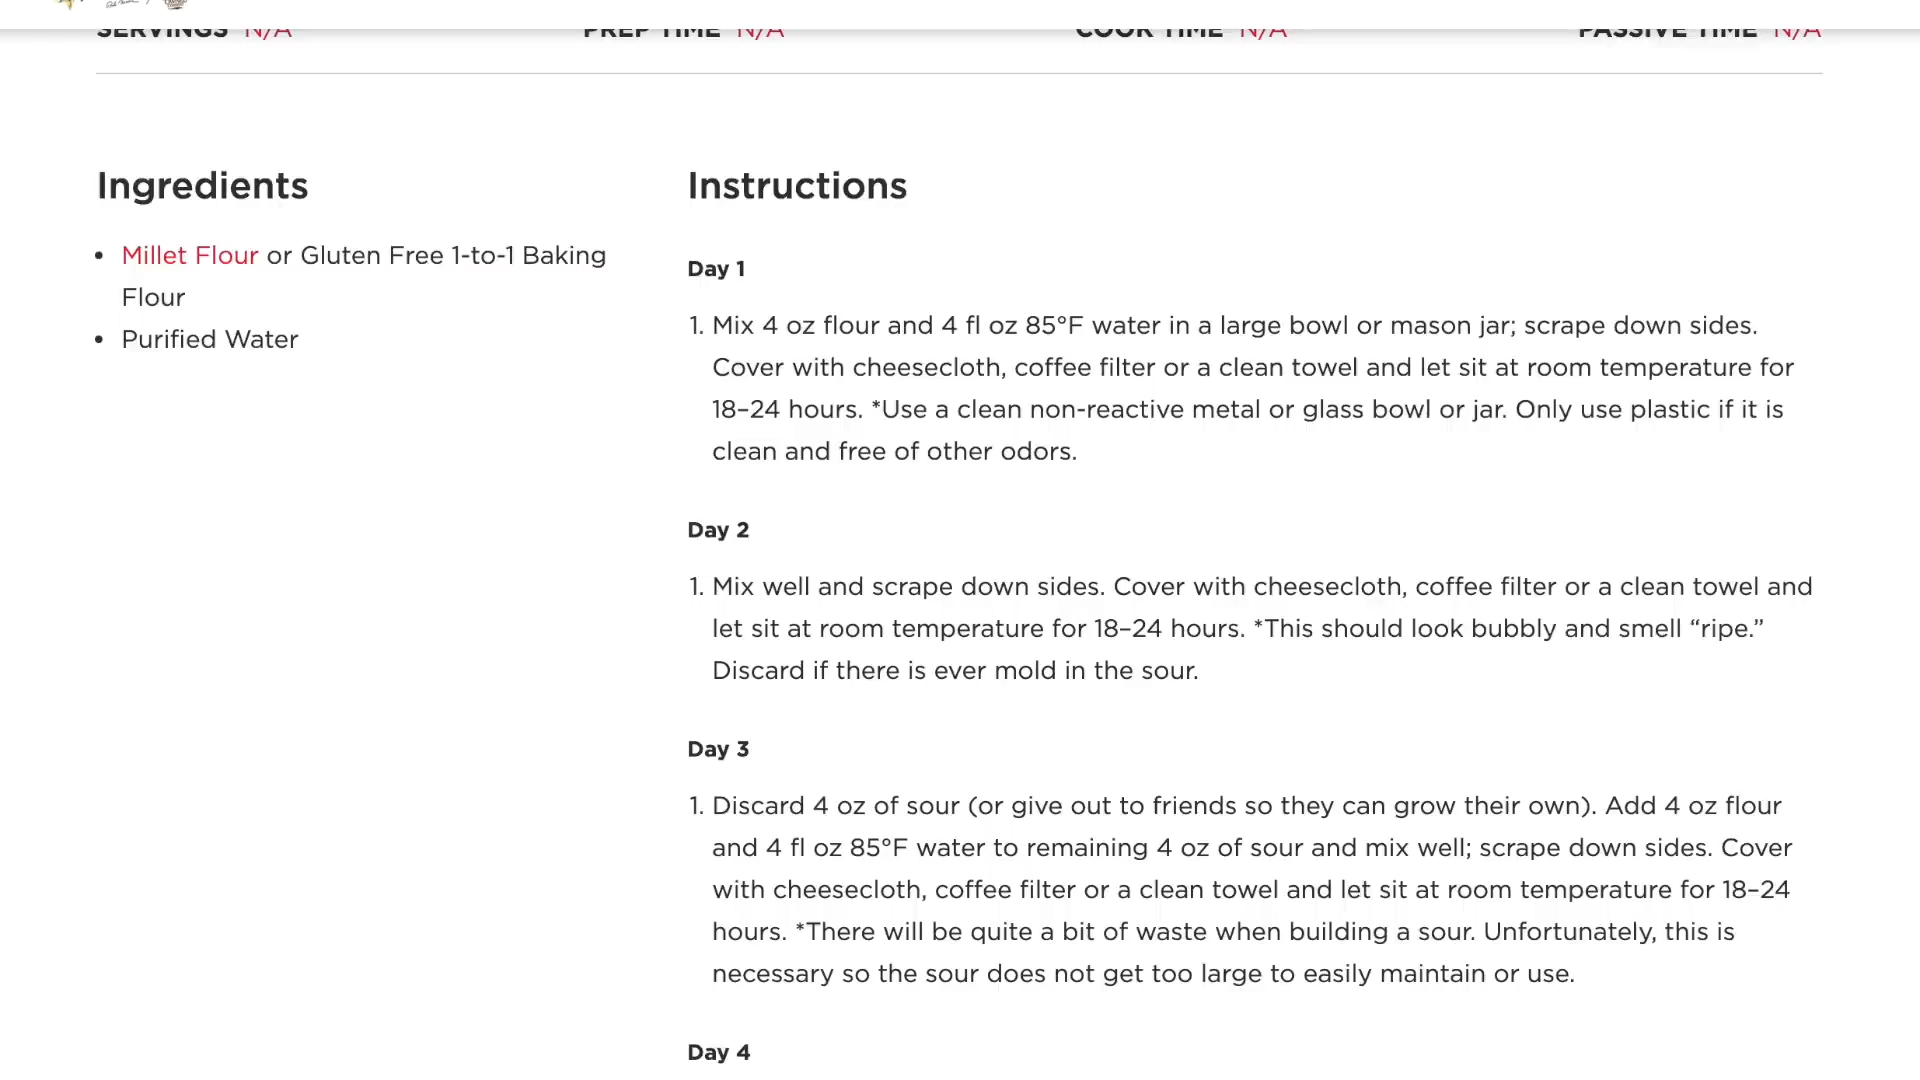 SERVINGS N/A PREP TIME N/A COOK TIME N/A PASSIVE TIME N/A
Ingredients
• Millet Flour or Gluten Free 1-to-1 Baking
Flour
• Purified Water
Instructions
Day 1
1. Mix 4 oz flour and 4 fl oz 85°F water in a large bowl or mason jar; scrape down sides.
Cover with cheesecloth, coffee filter or a clean towel and let sit at room temperature for
18–24 hours. *Use a clean non-reactive metal or glass bowl or jar. Only use plastic if it is
clean and free of other odors.
Day 2
1. Mix well and scrape down sides. Cover with cheesecloth, coffee filter or a clean towel and
let sit at room temperature for 18–24 hours. *This should look bubbly and smell “ripe.”
Discard if there is ever mold in the sour.
Day 3
1. Discard 4 oz of sour (or give out to friends so they can grow their own). Add 4 oz flour
and 4 fl oz 85°F water to remaining 4 oz of sour and mix well; scrape down sides. Cover
with cheesecloth, coffee filter or a clean towel and let sit at room temperature for 18–24
hours. *There will be quite a bit of waste when building a sour. Unfortunately, this is
necessary so the sour does not get too large to easily maintain or use.
Day 4